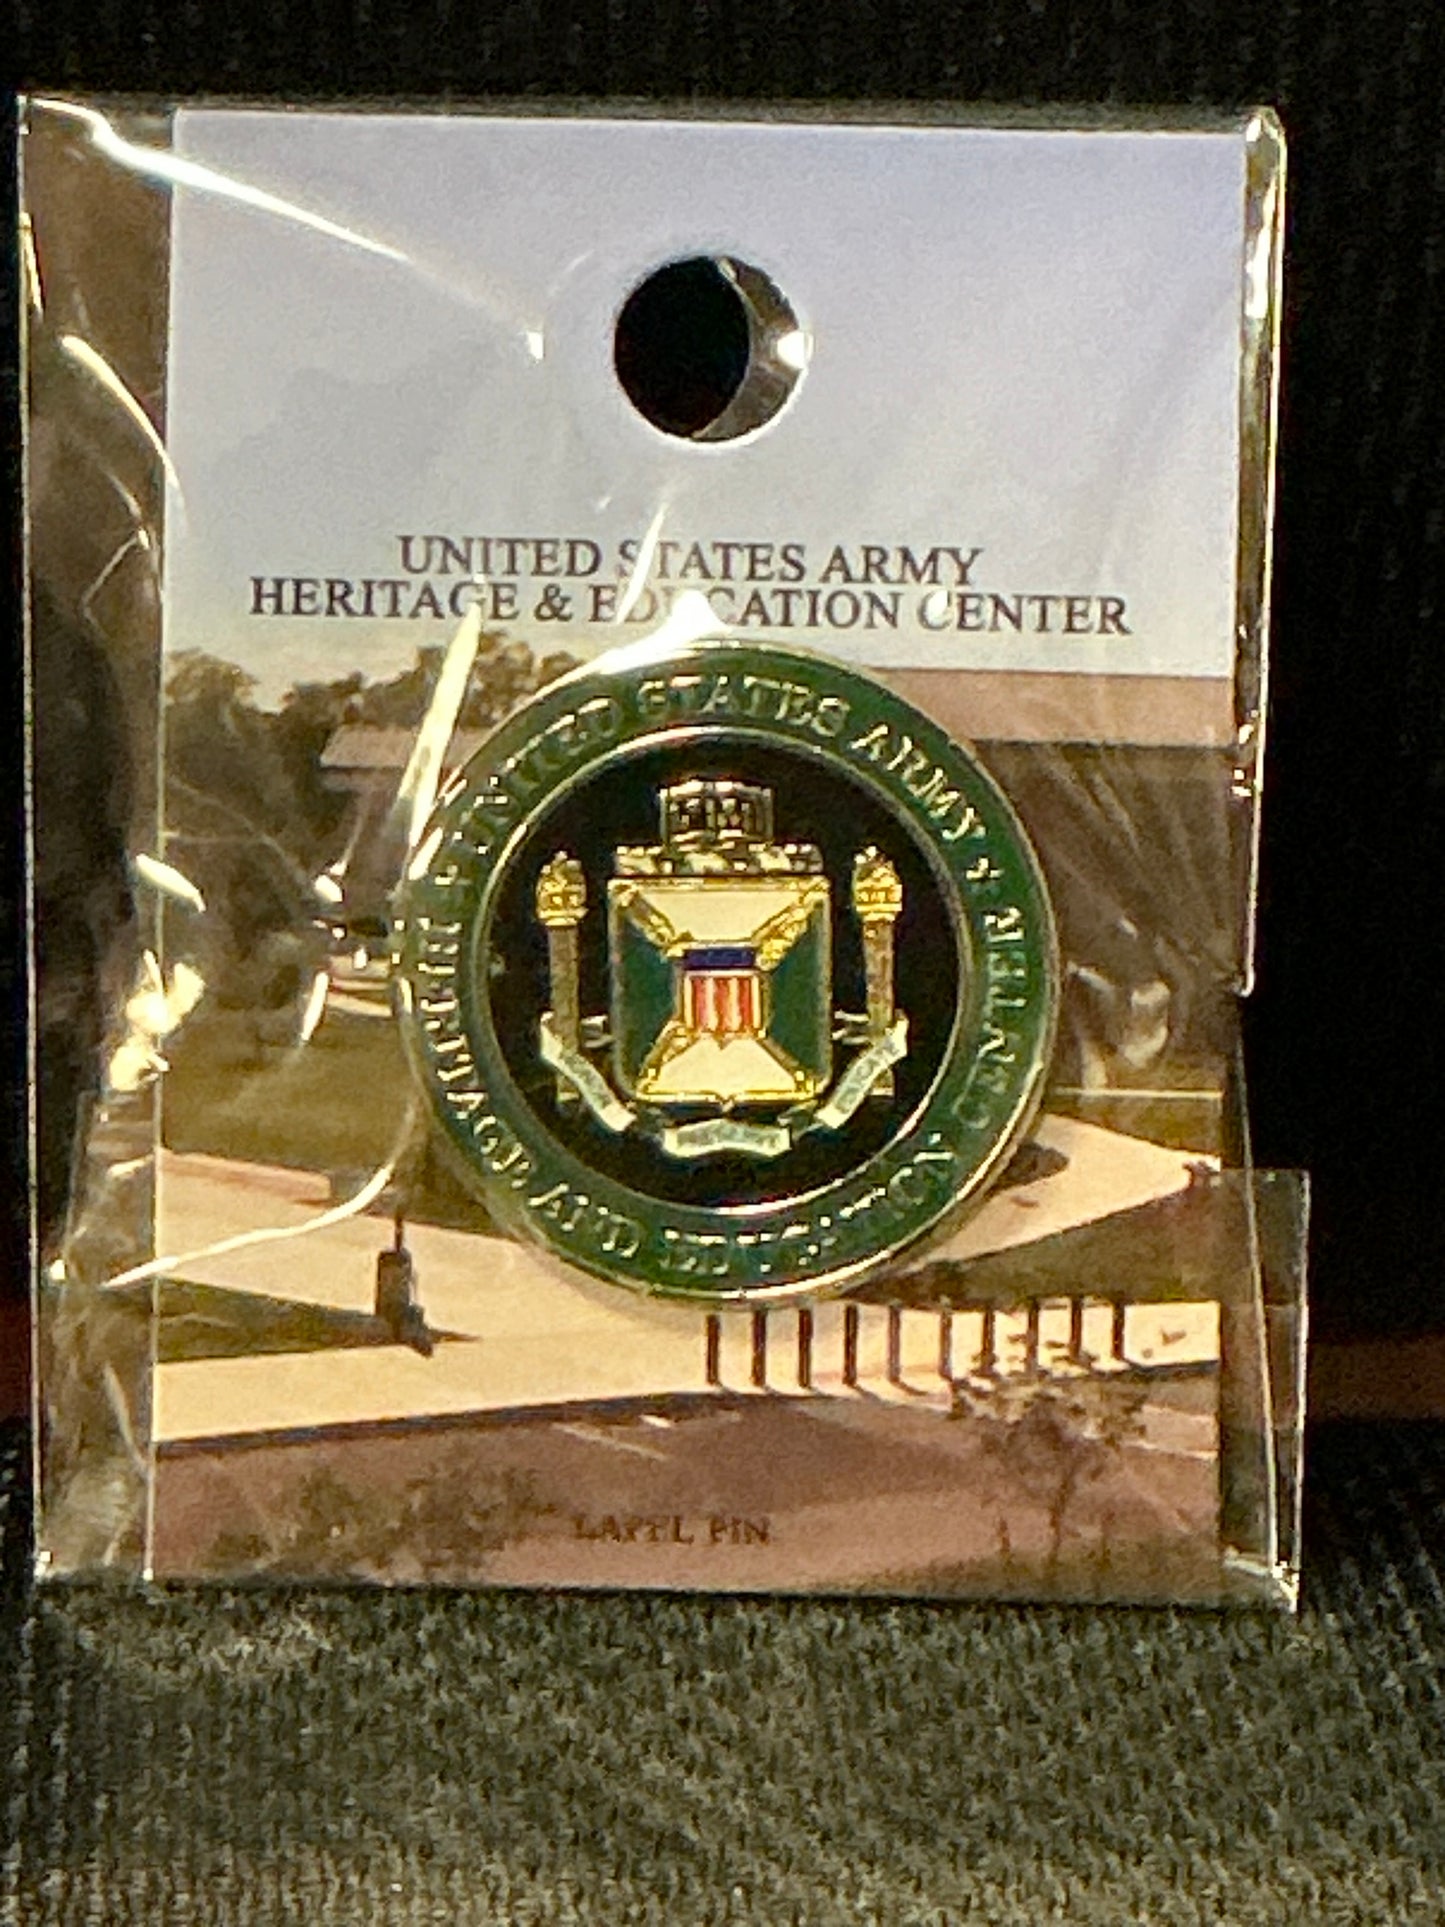 UNITED STATES ARMY
HERITAGE & EDUCATION CENTER
UNITED STATES ARMY
HERITAGE AND EDUCATION CENTER
LAPEL PIN